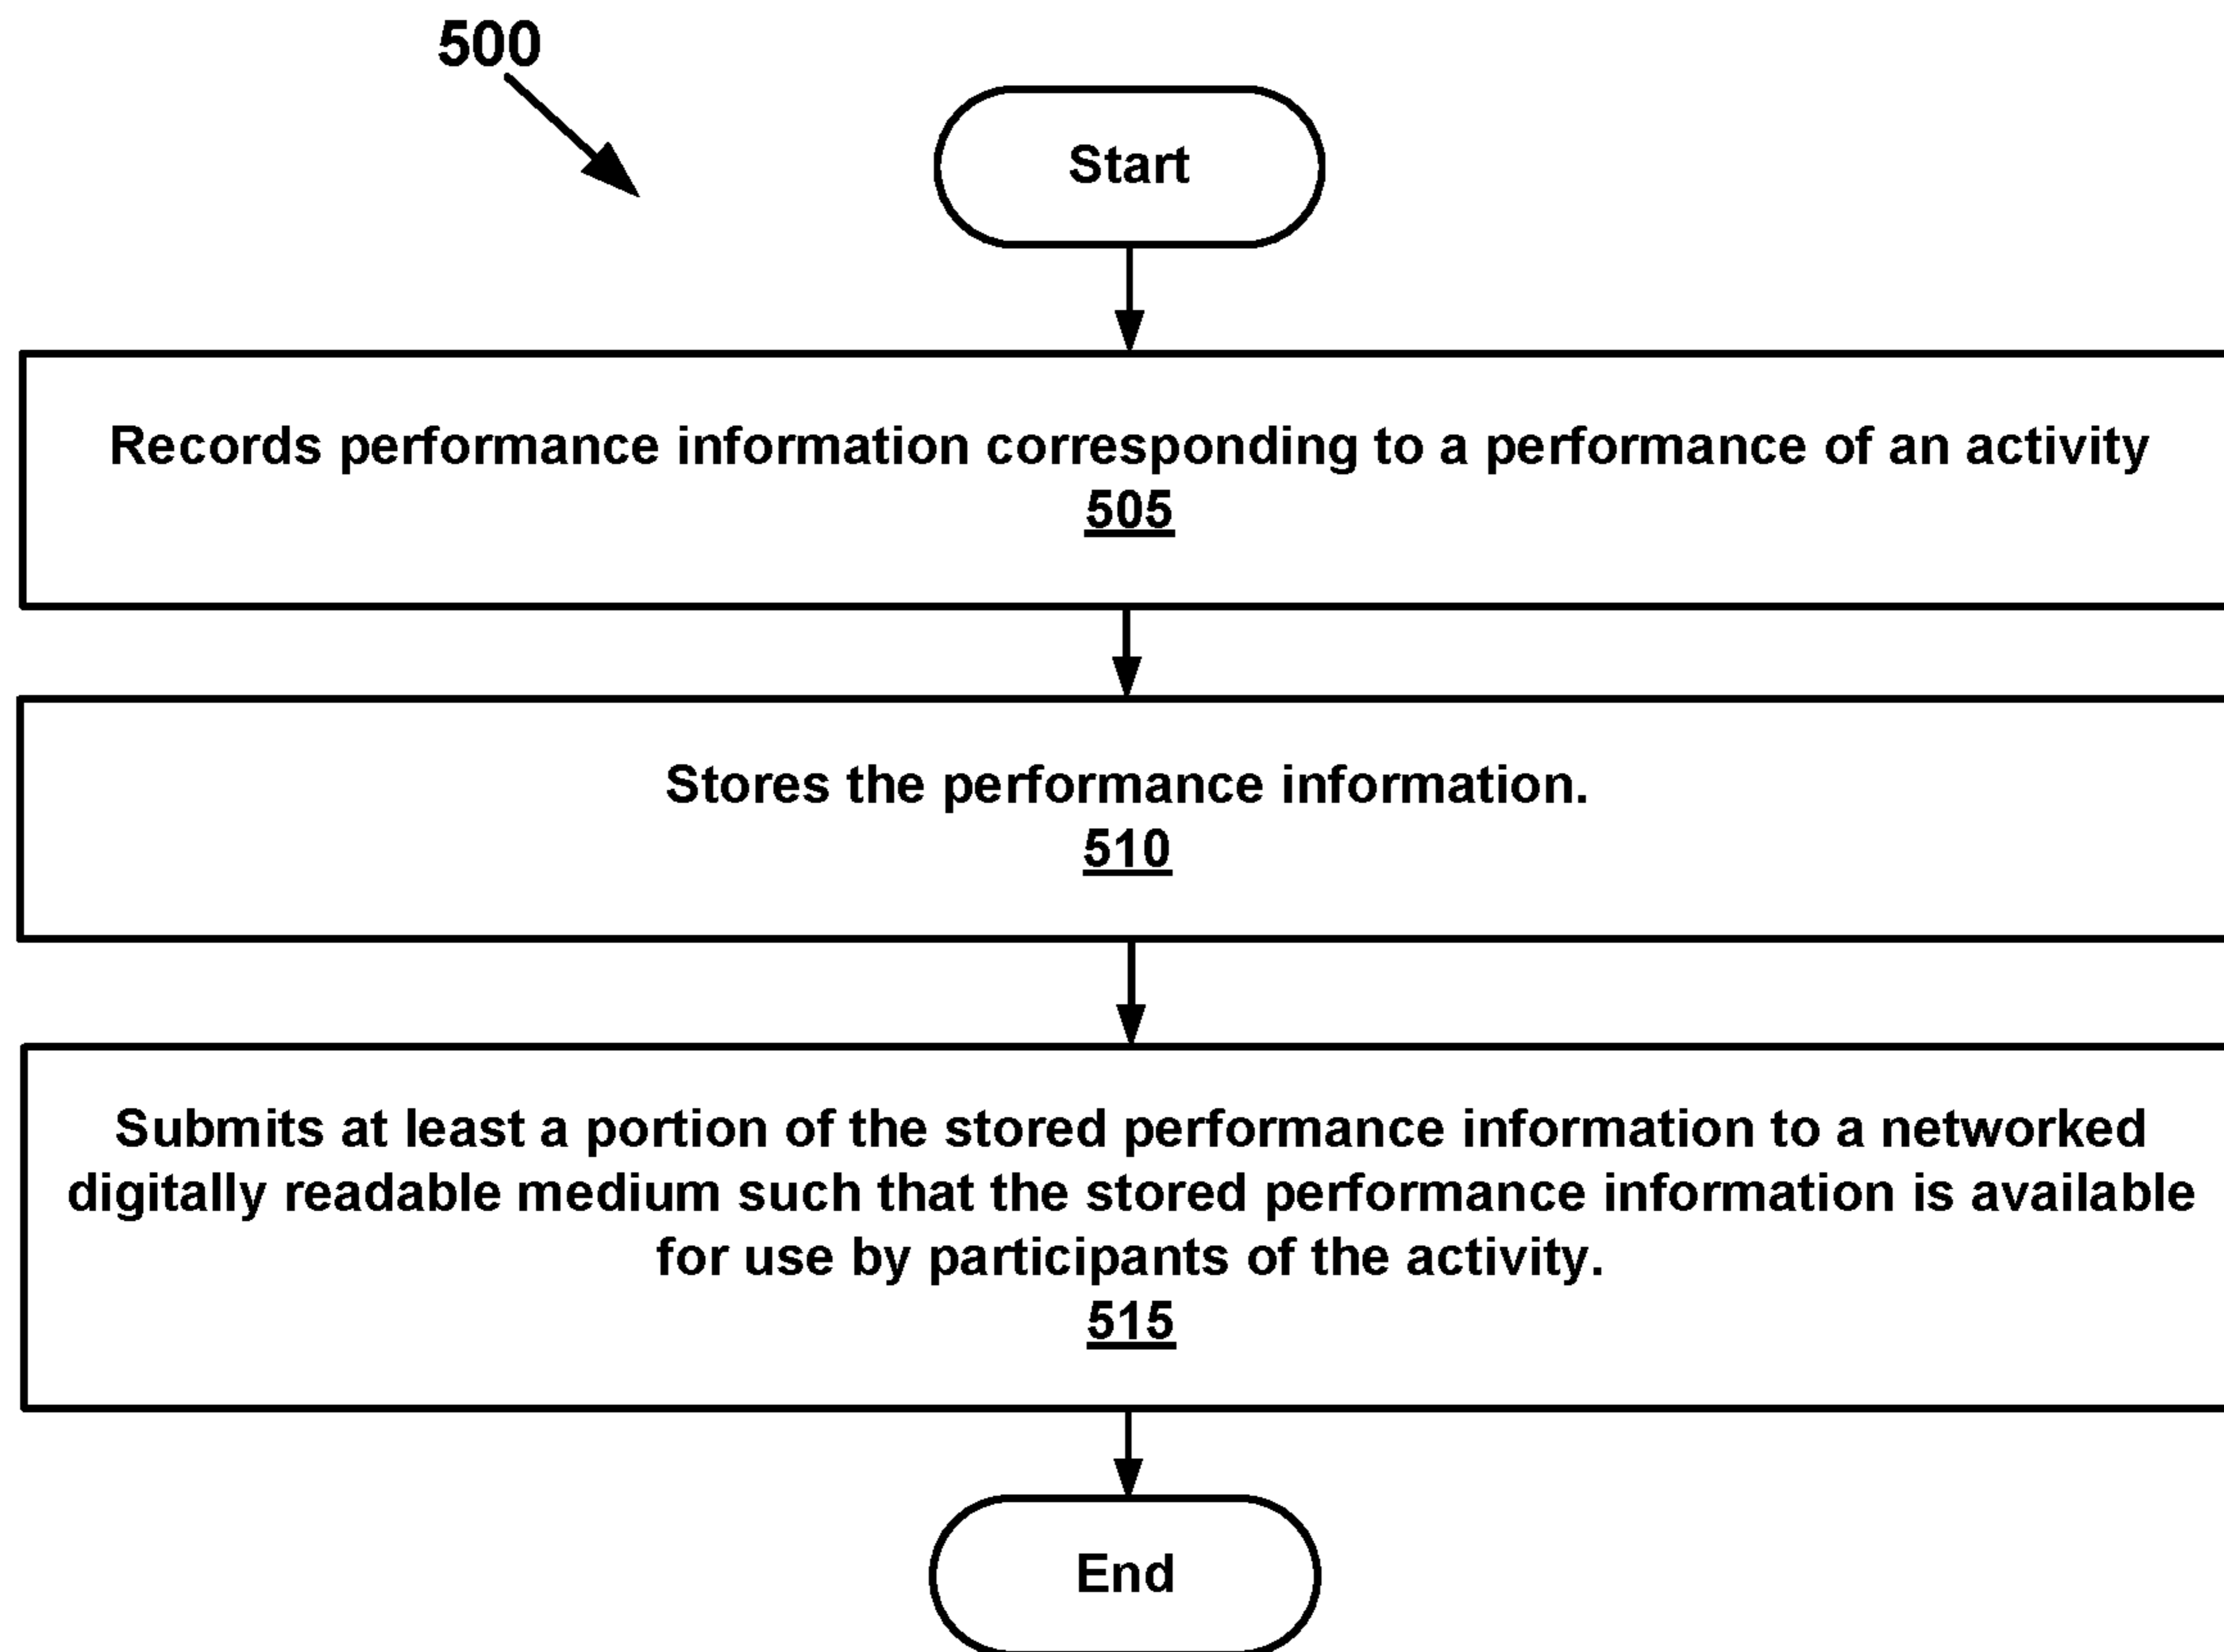 500
Start
Records performance information corresponding to a performance of an activity
505
Stores the performance information.
510
Submits at least a portion of the stored performance information to a networked
digitally readable medium such that the stored performance information is available
for use by participants of the activity.
515
End